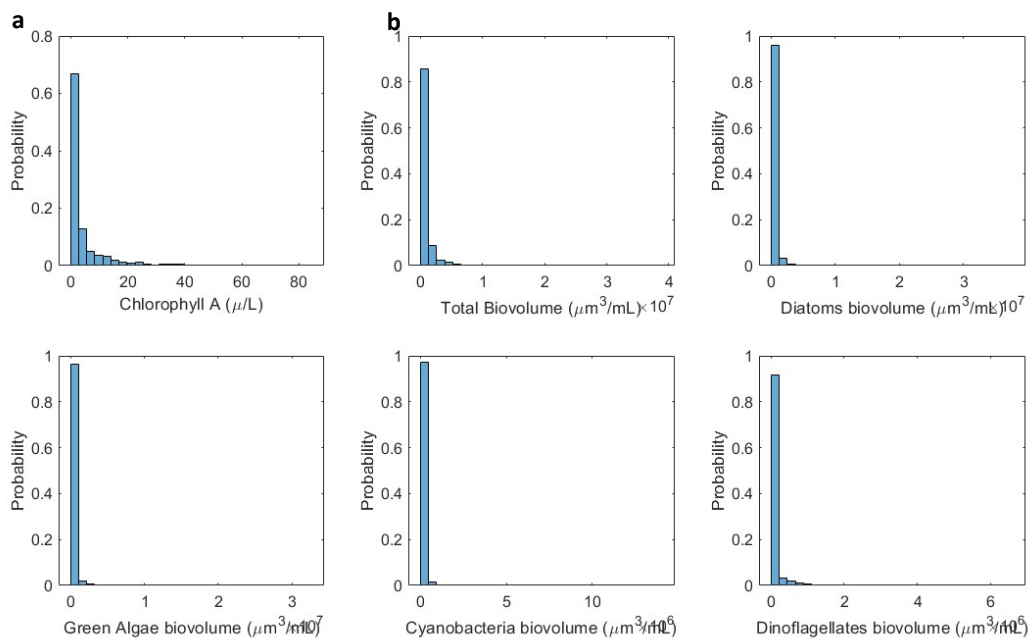 a
b
0.8
0.6
0.4
0.2
0
Probability
0 20 40 60 80
Chlorophyll A (μ/L)
1
0.8
0.6
0.4
0.2
0
Probability
0 1 2 3 4
Total Biovolume (μm³/mL) ×10⁷
1
0.8
0.6
0.4
0.2
0
Probability
0 1 2 3
Diatoms biovolume (μm³/mL) ×10⁷
1
0.8
0.6
0.4
0.2
0
Probability
0 1 2 3
Green Algae biovolume (μm³/mL) ×10⁷
1
0.8
0.6
0.4
0.2
0
Probability
0 5 10
Cyanobacteria biovolume (μm³/mL) ×10⁶
1
0.8
0.6
0.4
0.2
0
Probability
0 2 4 6
Dinoflagellates biovolume (μm³/mL) ×10⁶